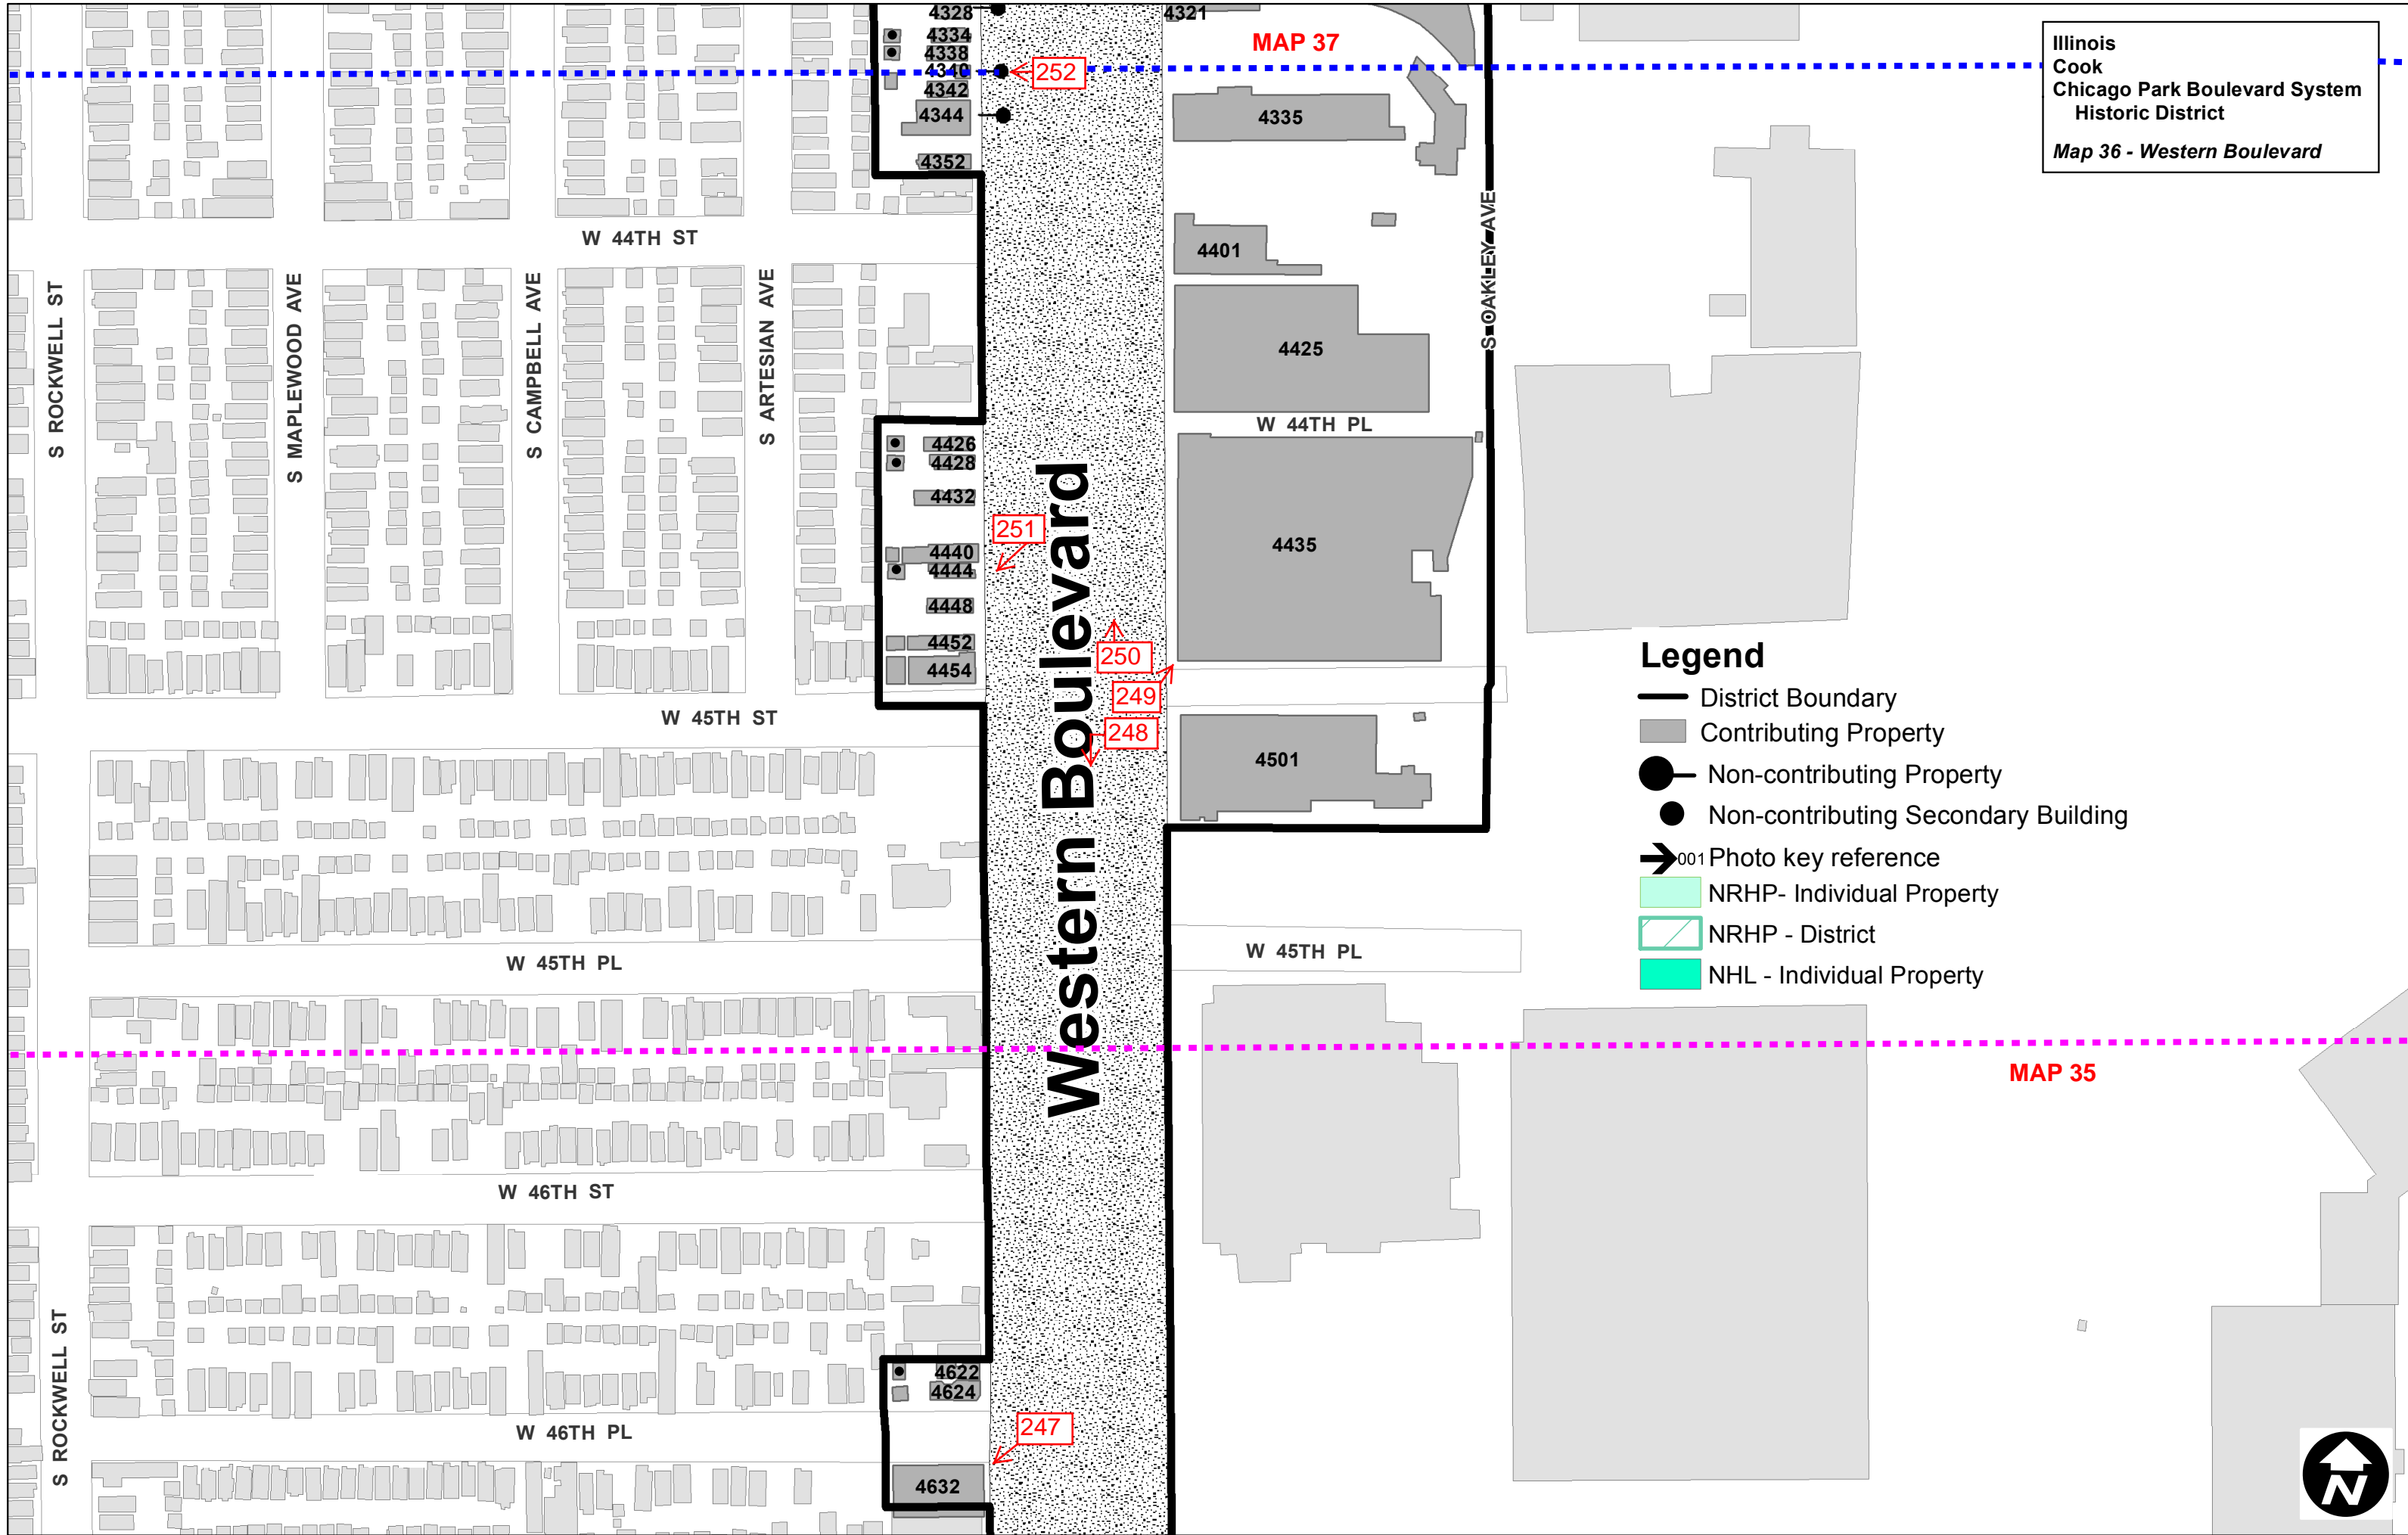 4328
4321
Illinois
Cook
Chicago Park Boulevard System
Historic District
Map 36 - Western Boulevard
4334
MAP 37
4338
4340
252
4342
4344
4335
4352
W 44TH ST
4401
S OAKLEY AVE
S ROCKWELL ST
S MAPLEWOOD AVE
S CAMPBELL AVE
S ARTESIAN AVE
4425
W 44TH PL
4426
4428
4432
251
4435
4440
4444
4448
4452
4454
250
249
248
Western Boulevard
W 45TH ST
4501
Legend
District Boundary
Contributing Property
Non-contributing Property
Non-contributing Secondary Building
001 Photo key reference
NRHP- Individual Property
NRHP - District
NHL - Individual Property
W 45TH PL
W 45TH PL
MAP 35
W 46TH ST
S ROCKWELL ST
4622
4624
W 46TH PL
247
4632
N